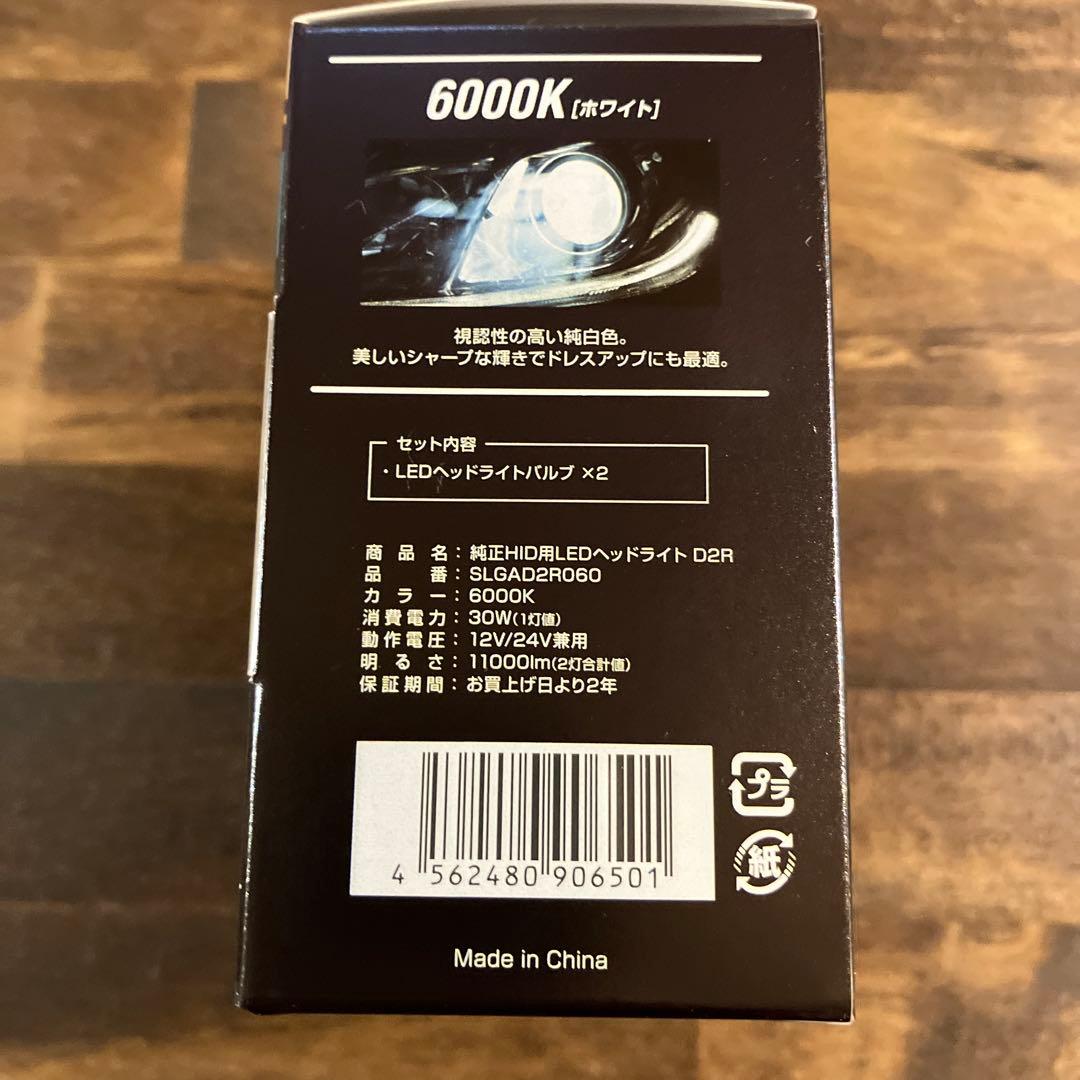 6000K [ホワイト]
視認性の高い純白色。
美しいシャープな輝きでドレスアップにも最適。
セット内容
・LEDヘッドライトバルブ ×2
商品名：純正HID用LEDヘッドライト D2R
品番：SLGAD2R060
カラー：6000K
消費電力：30W(1灯値)
動作電圧：12V/24V兼用
明るさ：11000lm(2灯合計値)
保証期間：お買上げ日より2年
4 562480 906501
プラ
紙
Made in China